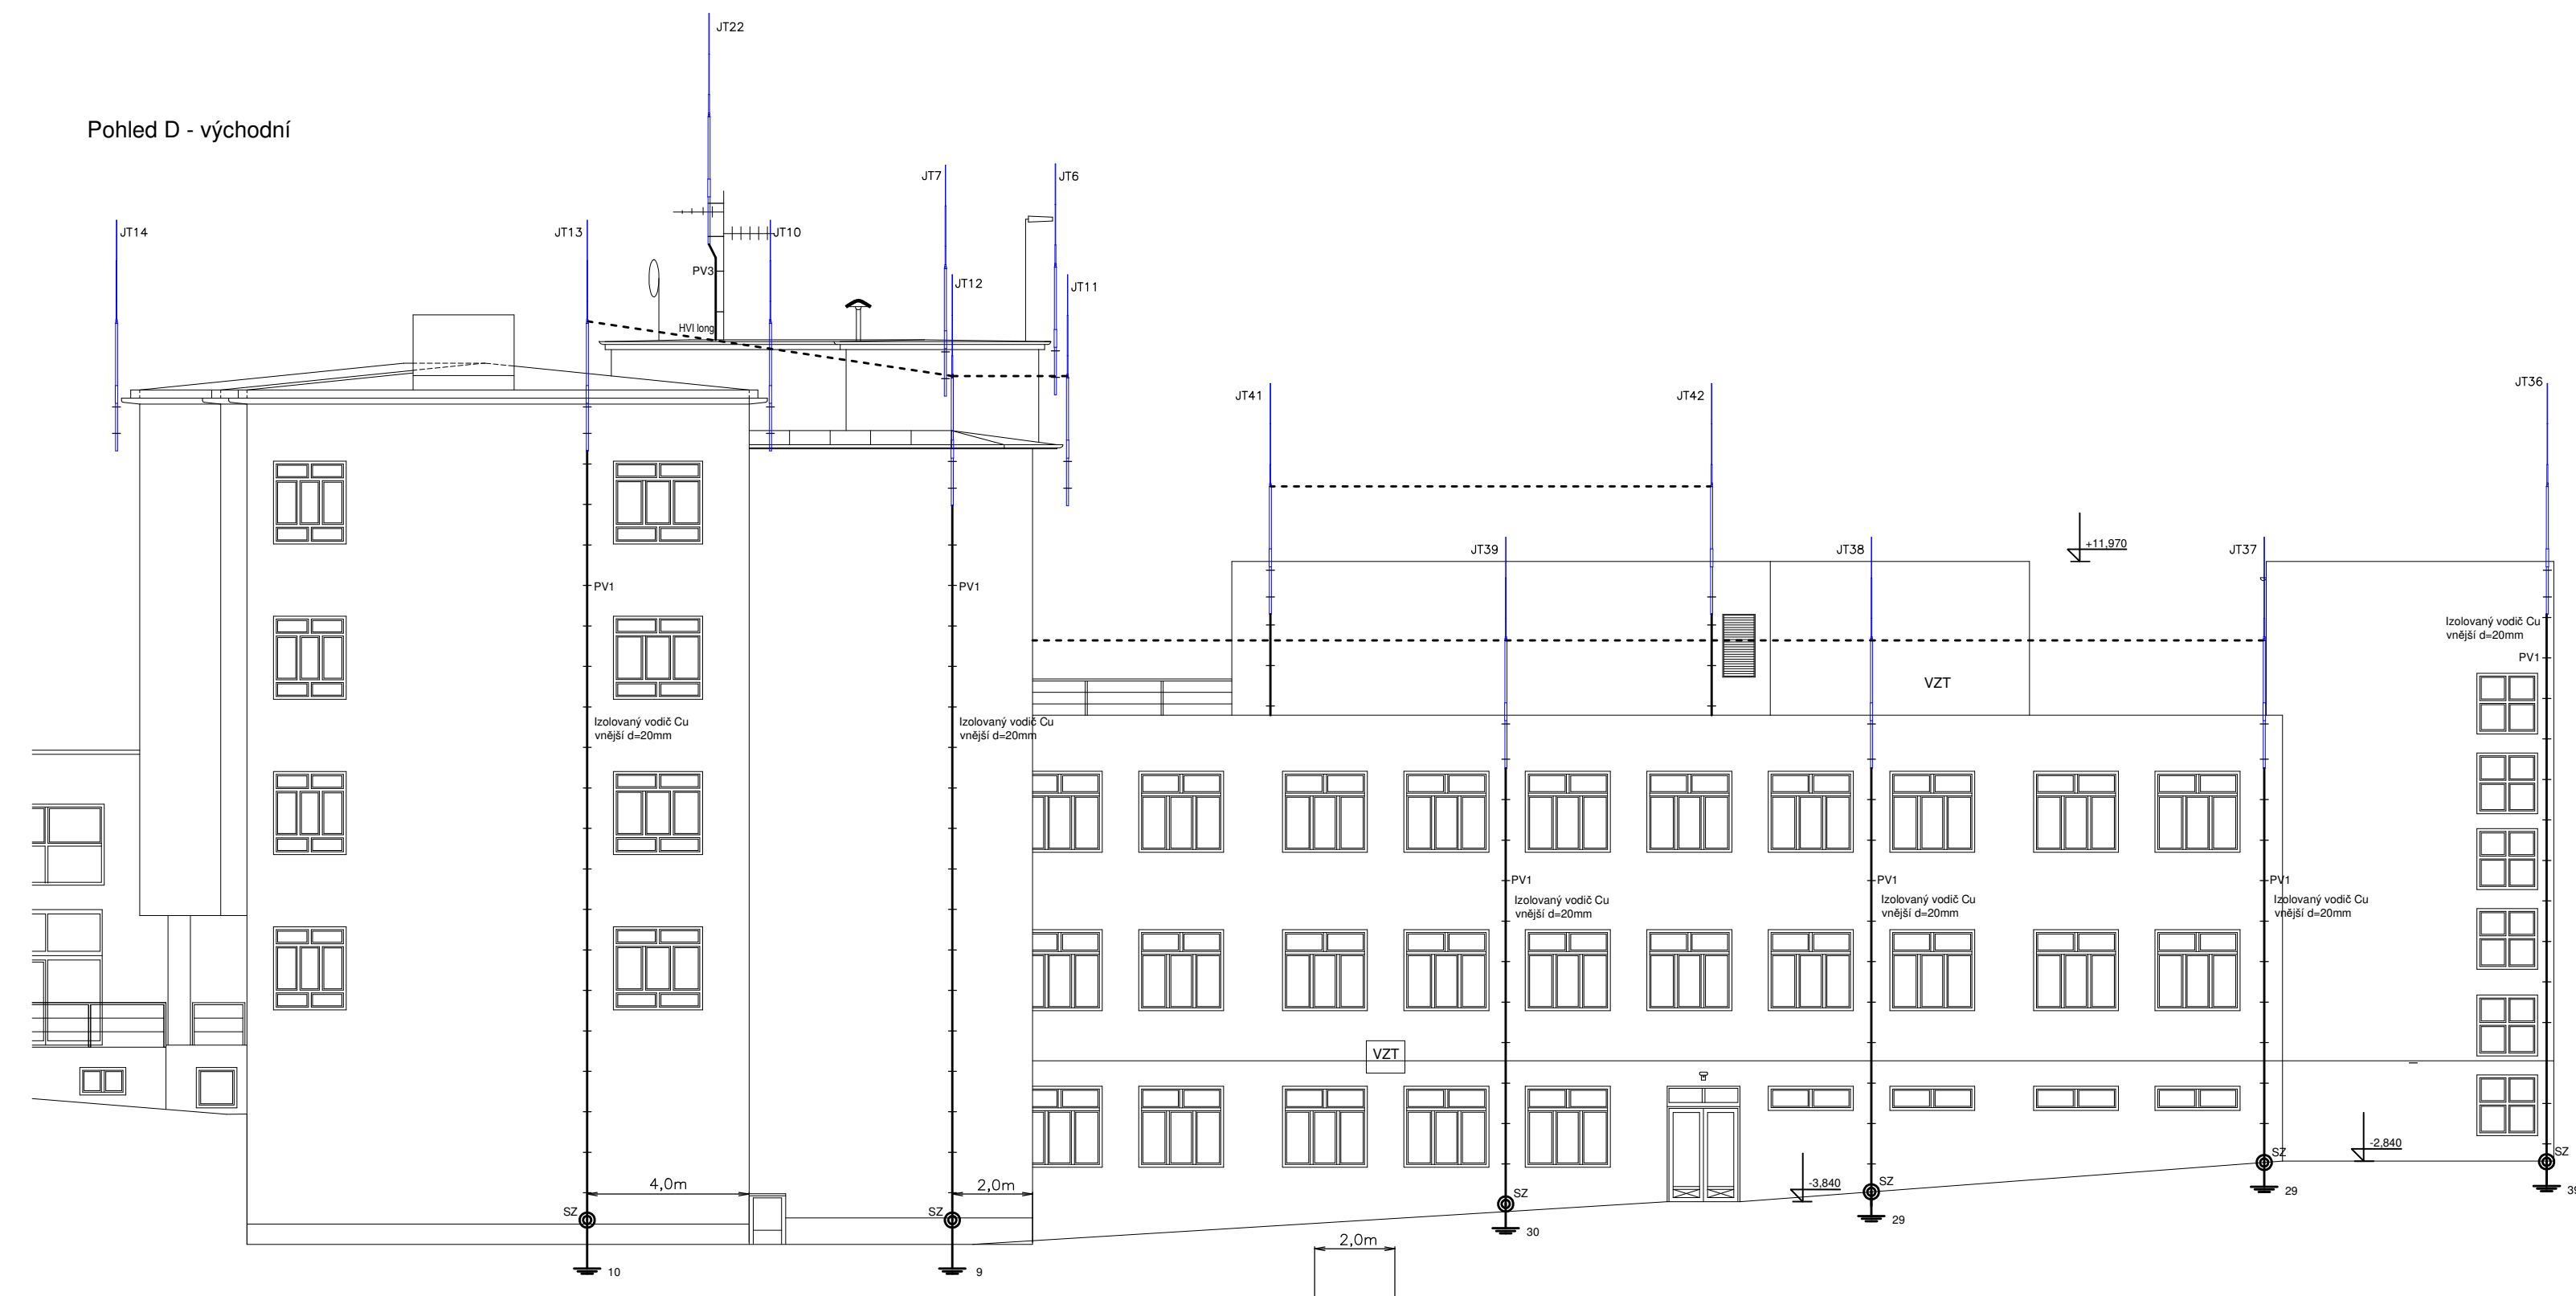 JT22
Pohled D - východní
JT7
JT6
JT14
JT13
JT10
PV3
JT12
JT11
HVI long
JT41
JT42
JT36
JT39
JT38
+11,970
JT37
PV1
PV1
Izolovaný vodič Cu
vnější d=20mm
PV1
VZT
Izolovaný vodič Cu
vnější d=20mm
Izolovaný vodič Cu
vnější d=20mm
PV1
PV1
PV1
Izolovaný vodič Cu
vnější d=20mm
Izolovaný vodič Cu
vnější d=20mm
Izolovaný vodič Cu
vnější d=20mm
VZT
-2,840
SZ
SZ
4,0m
2,0m
-3,840
SZ
SZ
SZ
SZ
29
39
29
30
2,0m
10
9